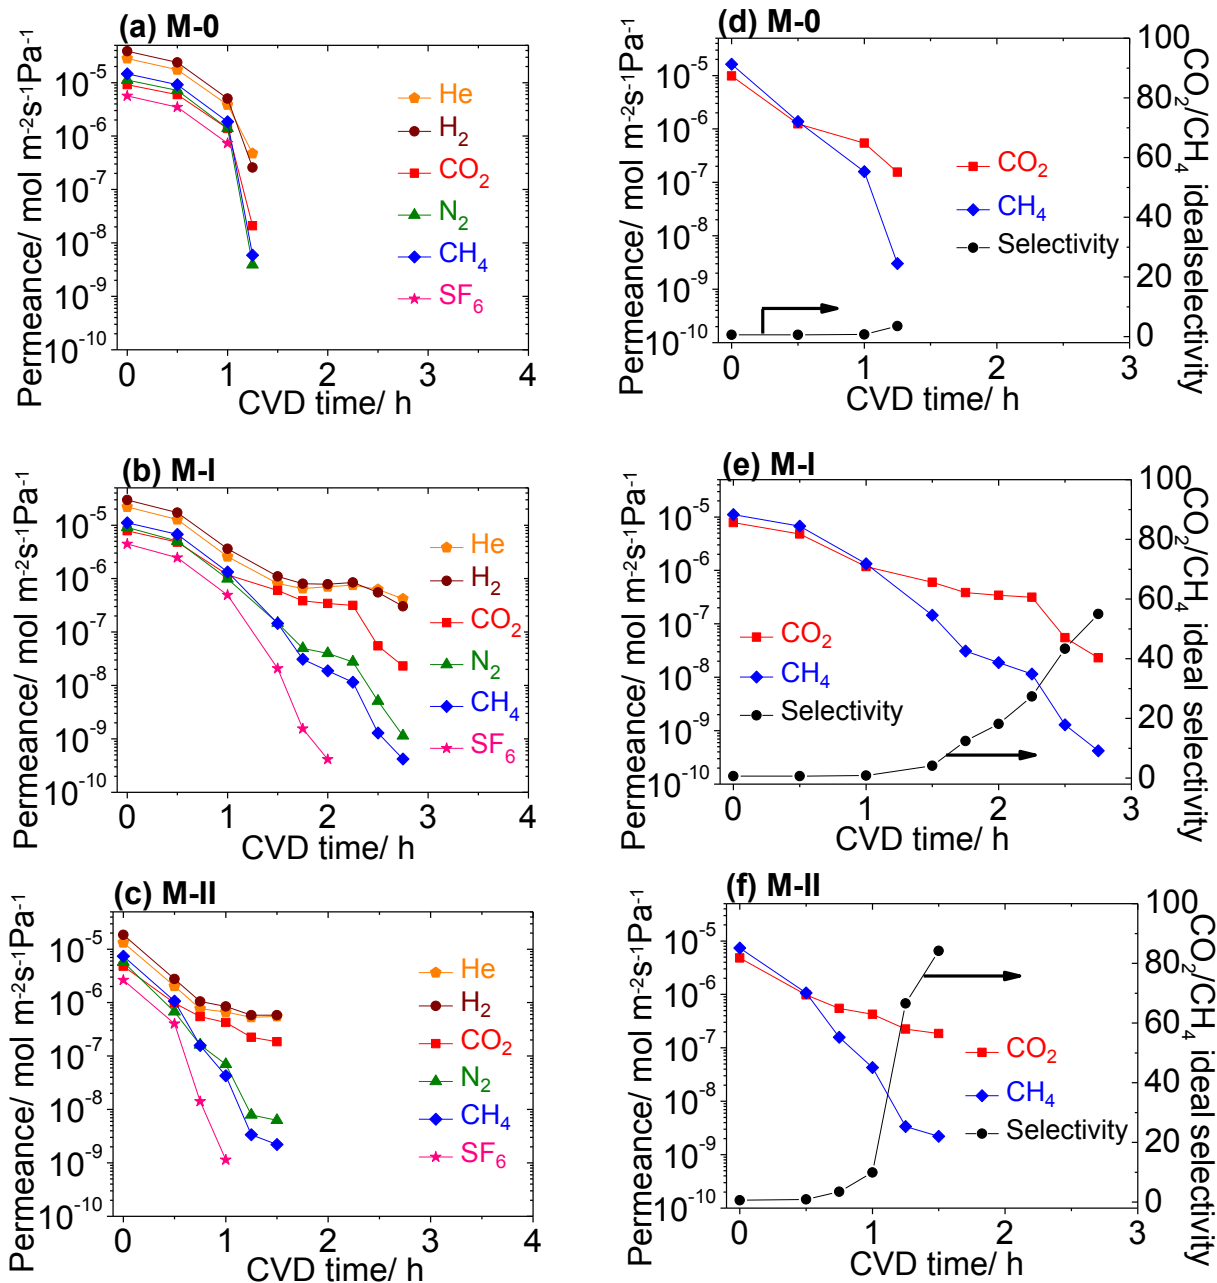 (a) M-0
Permeance/ mol m⁻²s⁻¹Pa⁻¹
10⁻⁵
10⁻⁶
10⁻⁷
10⁻⁸
10⁻⁹
10⁻¹⁰
0 1 2 3 4
CVD time/ h
He
H₂
CO₂
N₂
CH₄
SF₆
(d) M-0
Permeance/ mol m⁻²s⁻¹Pa⁻¹
10⁻⁵
10⁻⁶
10⁻⁷
10⁻⁸
10⁻⁹
10⁻¹⁰
0 1 2 3
CVD time/ h
CO₂
CH₄
Selectivity
100
80
60
40
20
0
CO₂/CH₄ idealselectivity
(b) M-I
Permeance/ mol m⁻²s⁻¹Pa⁻¹
10⁻⁵
10⁻⁶
10⁻⁷
10⁻⁸
10⁻⁹
10⁻¹⁰
0 1 2 3 4
CVD time/ h
He
H₂
CO₂
N₂
CH₄
SF₆
(e) M-I
Permeance/ mol m⁻²s⁻¹Pa⁻¹
10⁻⁵
10⁻⁶
10⁻⁷
10⁻⁸
10⁻⁹
10⁻¹⁰
0 1 2 3
CVD time/ h
CO₂
CH₄
Selectivity
100
80
60
40
20
0
CO₂/CH₄ ideal selectivity
(c) M-II
Permeance/ mol m⁻²s⁻¹Pa⁻¹
10⁻⁵
10⁻⁶
10⁻⁷
10⁻⁸
10⁻⁹
10⁻¹⁰
0 1 2 3 4
CVD time/ h
He
H₂
CO₂
N₂
CH₄
SF₆
(f) M-II
Permeance/ mol m⁻²s⁻¹Pa⁻¹
10⁻⁵
10⁻⁶
10⁻⁷
10⁻⁸
10⁻⁹
10⁻¹⁰
0 1 2 3
CVD time/ h
CO₂
CH₄
Selectivity
100
80
60
40
20
0
CO₂/CH₄ ideal selectivity